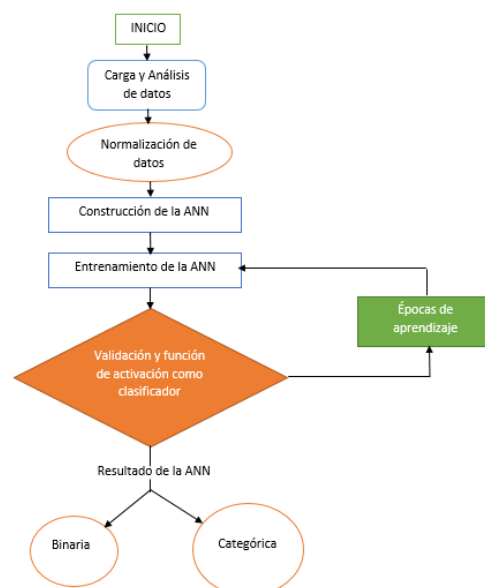 INICIO
Carga y Análisis
de datos
Normalización de
datos
Construcción de la ANN
Entrenamiento de la ANN
Épocas de
aprendizaje
Validación y función
de activación como
clasificador
Resultado de la ANN
Binaria
Categórica